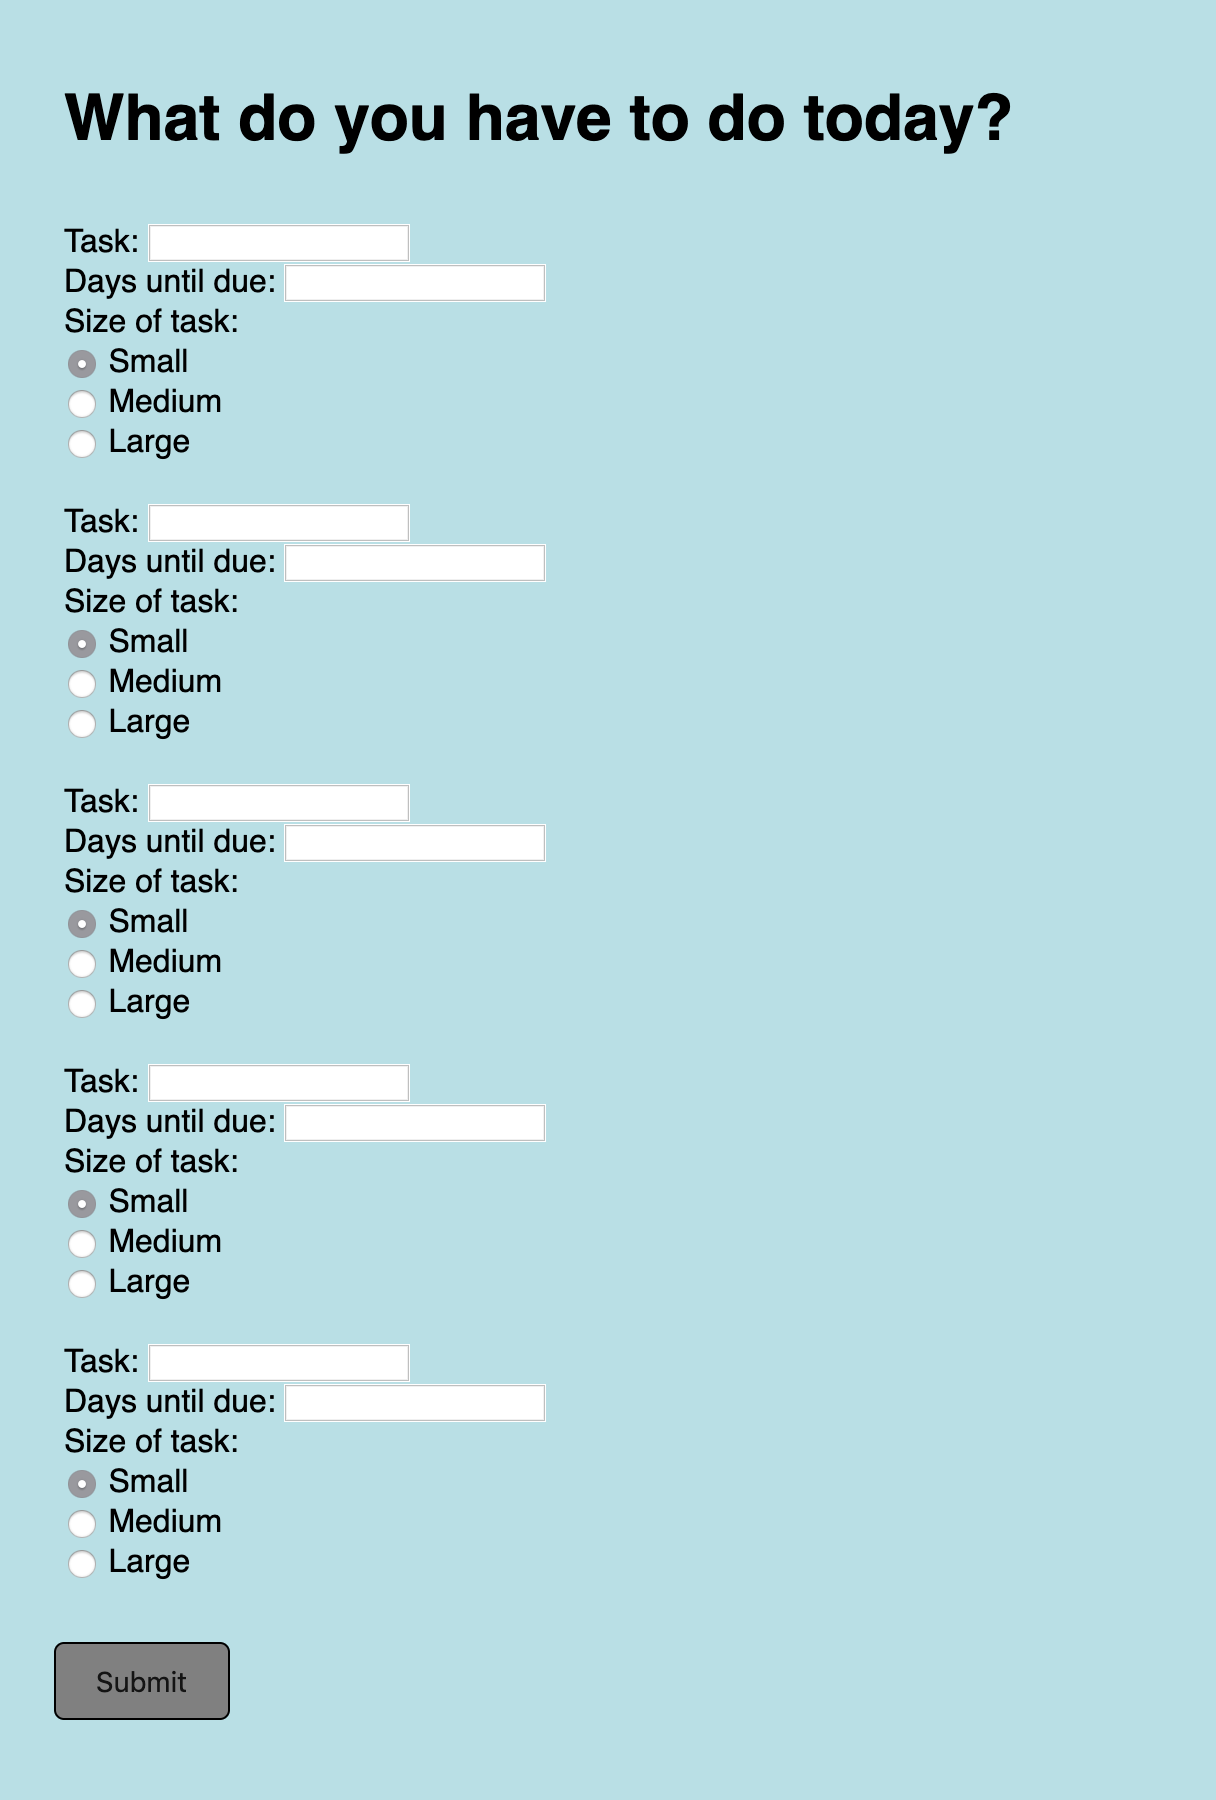 What do you have to do today?
Task:
Days until due:
Size of task:
Small
Medium
Large
Task:
Days until due:
Size of task:
Small
Medium
Large
Task:
Days until due:
Size of task:
Small
Medium
Large
Task:
Days until due:
Size of task:
Small
Medium
Large
Task:
Days until due:
Size of task:
Small
Medium
Large
Submit